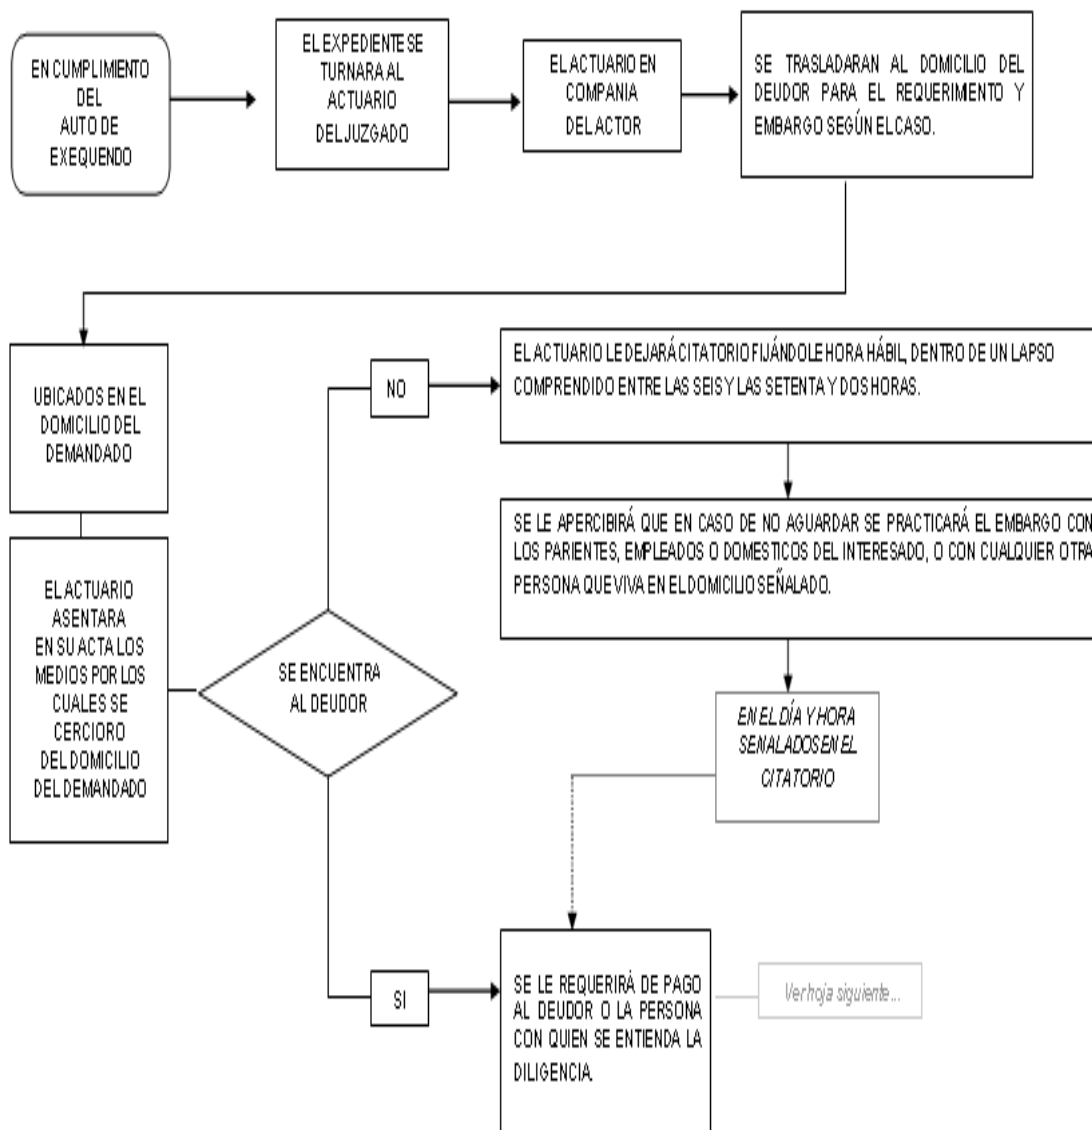 EN CUMPLIMIENTO
DEL
AUTO DE
EXEQUENDO
EL EXPEDIENTE SE
TURNARA AL
ACTUARIO
DEL JUZGADO
EL ACTUARIO EN
COMPANIA
DEL ACTOR
SE TRASLADARAN AL DOMICILIO DEL
DEUDOR PARA EL REQUERIMIENTO Y
EMBARGO SEGÚN EL CASO.
UBICADOS EN EL
DOMICILIO DEL
DEMANDADO
EL ACTUARIO
ASENTARA
EN SU ACTA LOS
MEDIOS POR LOS
CUALES SE
CERCIORO
DEL DOMICILIO
DEL DEMANDADO
SE ENCUENTRA
AL DEUDOR
NO
EL ACTUARIO LE DEJARÁ CITATORIO FIJÁNDOLE HORA HÁBIL, DENTRO DE UN LAPSO
COMPRENDIDO ENTRE LAS SEIS Y LAS SETENTA Y DOS HORAS.
SE LE APERCIBIRÁ QUE EN CASO DE NO AGUARDAR SE PRACTICARÁ EL EMBARGO CON
LOS PARIENTES, EMPLEADOS O DOMESTICOS DEL INTERESADO, O CON CUALQUIER OTRA
PERSONA QUE VIVA EN EL DOMICILIO SEÑALADO.
EN EL DÍA Y HORA
SENALADOS EN EL
CITATORIO
SI
SE LE REQUERIRÁ DE PAGO
AL DEUDOR O LA PERSONA
CON QUIEN SE ENTIENDA LA
DILIGENCIA.
Ver hoja siguiente...